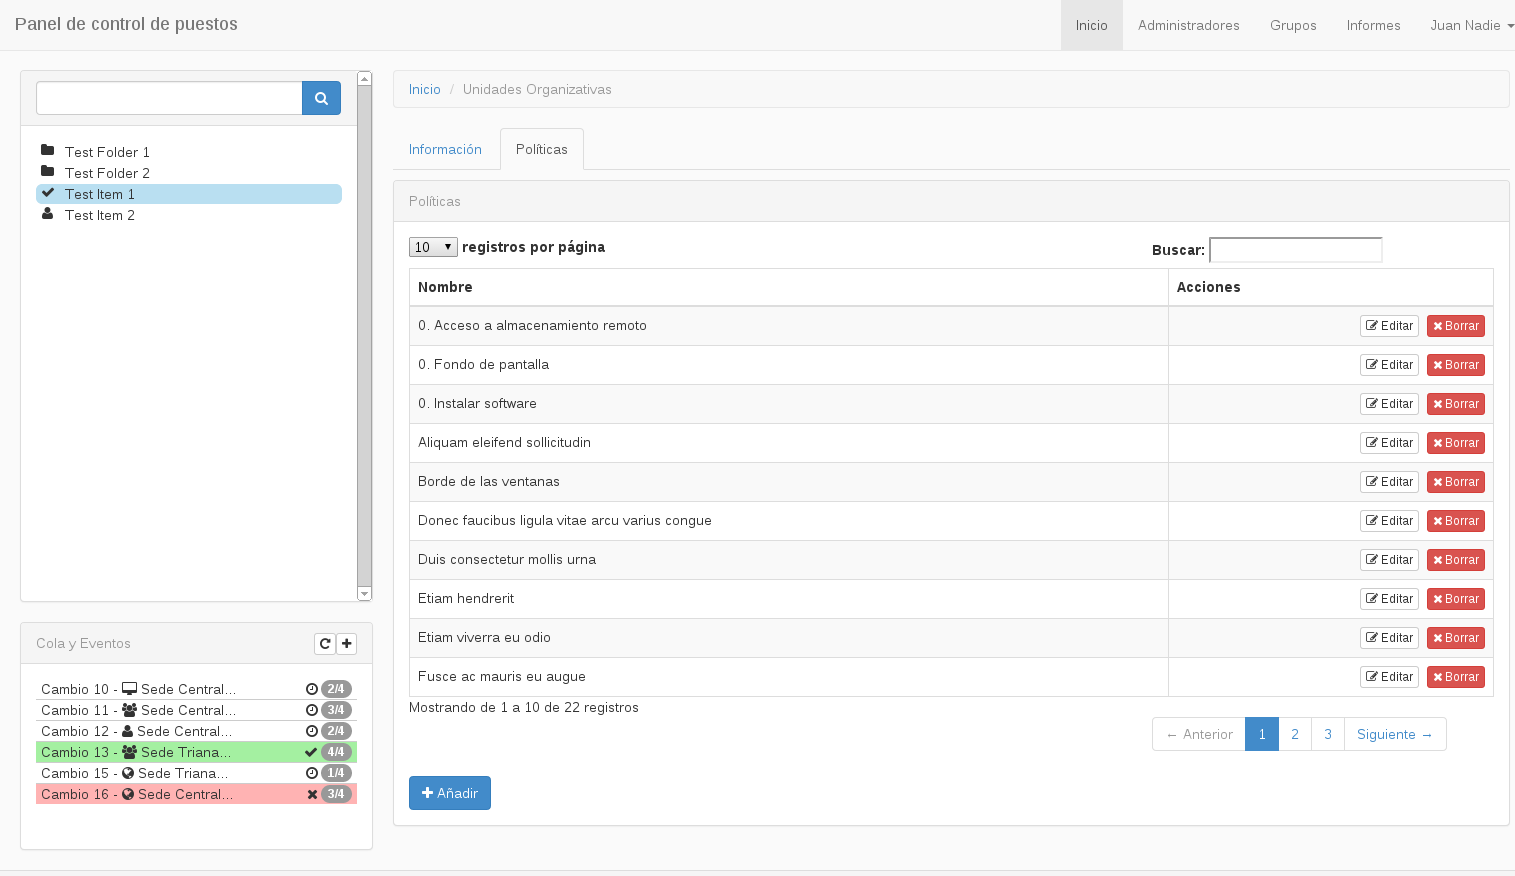 Panel de control de puestos
Inicio Administradores Grupos Informes Juan Nadie
Test Folder 1
Test Folder 2
Test Item 1
Test Item 2
Cola y Eventos
Cambio 10 - Sede Central... 2/4
Cambio 11 - Sede Central... 3/4
Cambio 12 - Sede Central... 2/4
Cambio 13 - Sede Triana... 4/4
Cambio 15 - Sede Triana... 1/4
Cambio 16 - Sede Central... 3/4
Inicio / Unidades Organizativas
Información Políticas
Políticas
10 registros por página Buscar:
Nombre Acciones
0. Acceso a almacenamiento remoto Editar Borrar
0. Fondo de pantalla Editar Borrar
0. Instalar software Editar Borrar
Aliquam eleifend sollicitudin Editar Borrar
Borde de las ventanas Editar Borrar
Donec faucibus ligula vitae arcu varius congue Editar Borrar
Duis consectetur mollis urna Editar Borrar
Etiam hendrerit Editar Borrar
Etiam viverra eu odio Editar Borrar
Fusce ac mauris eu augue Editar Borrar
Mostrando de 1 a 10 de 22 registros
← Anterior 1 2 3 Siguiente →
Añadir